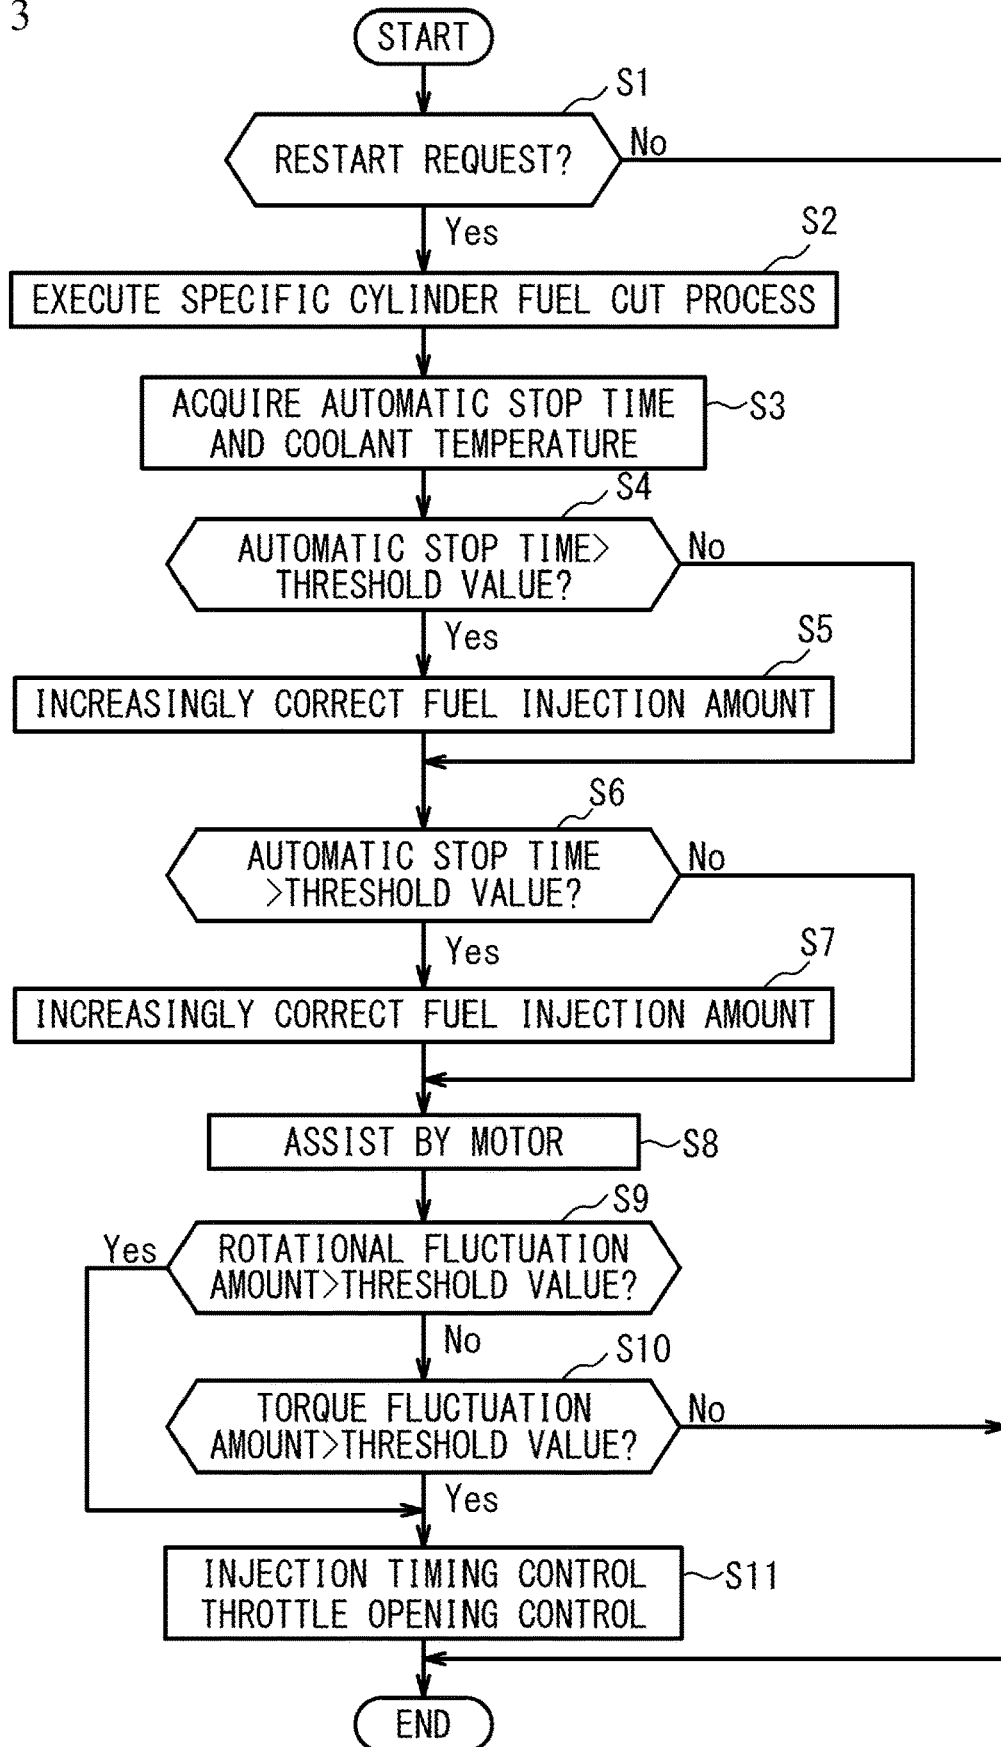 3
START
S1
RESTART REQUEST?
No
Yes
S2
EXECUTE SPECIFIC CYLINDER FUEL CUT PROCESS
ACQUIRE AUTOMATIC STOP TIME
AND COOLANT TEMPERATURE
S3
S4
AUTOMATIC STOP TIME>
THRESHOLD VALUE?
No
Yes
S5
INCREASINGLY CORRECT FUEL INJECTION AMOUNT
S6
AUTOMATIC STOP TIME
>THRESHOLD VALUE?
No
Yes
S7
INCREASINGLY CORRECT FUEL INJECTION AMOUNT
ASSIST BY MOTOR
S8
S9
Yes
ROTATIONAL FLUCTUATION
AMOUNT>THRESHOLD VALUE?
No
S10
TORQUE FLUCTUATION
AMOUNT>THRESHOLD VALUE?
No
Yes
INJECTION TIMING CONTROL
THROTTLE OPENING CONTROL
S11
END